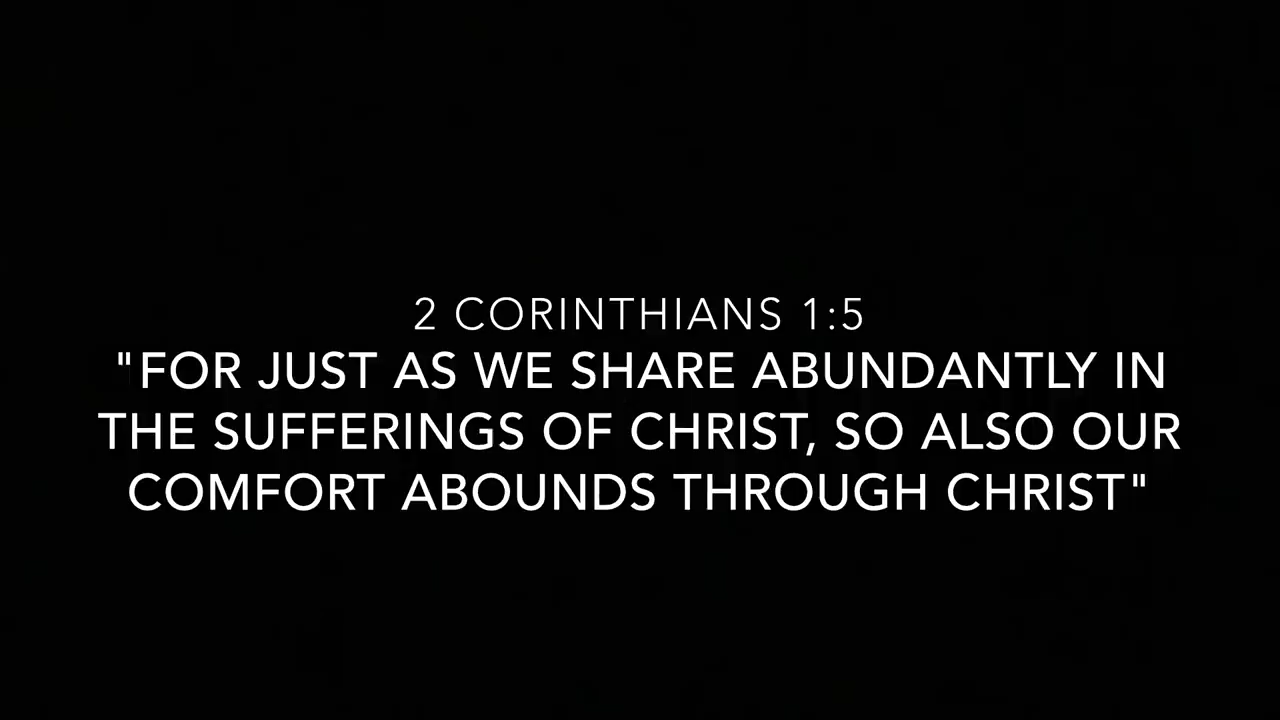 2 CORINTHIANS 1:5
"FOR JUST AS WE SHARE ABUNDANTLY IN
THE SUFFERINGS OF CHRIST, SO ALSO OUR
COMFORT ABOUNDS THROUGH CHRIST"